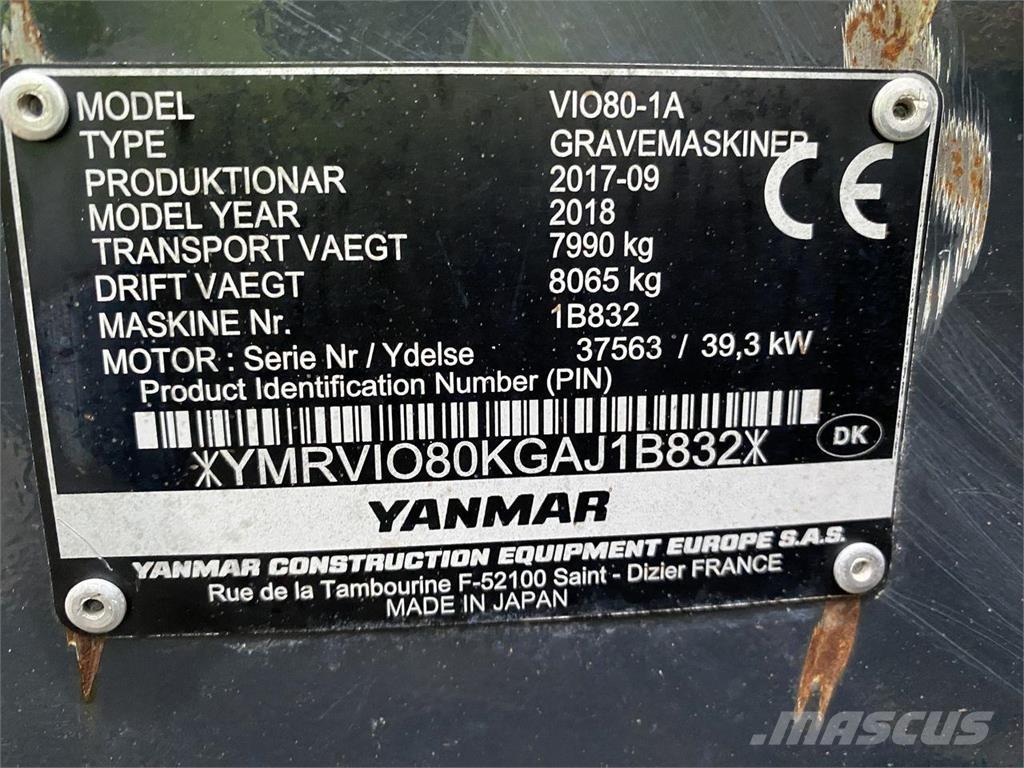 MODEL VIO80-1A
TYPE GRAVEMASKINER
PRODUKTIONAR 2017-09
MODEL YEAR 2018
TRANSPORT VAEGT 7990 kg
DRIFT VAEGT 8065 kg
MASKINE Nr. 1B832
MOTOR : Serie Nr / Ydelse 37563 / 39,3 kW
Product Identification Number (PIN)
CE
*YMRVIO80KGAJ1B832*
DK
YANMAR
YANMAR CONSTRUCTION EQUIPMENT EUROPE S.A.S.
Rue de la Tambourine F-52100 Saint - Dizier FRANCE
MADE IN JAPAN
MASCUS